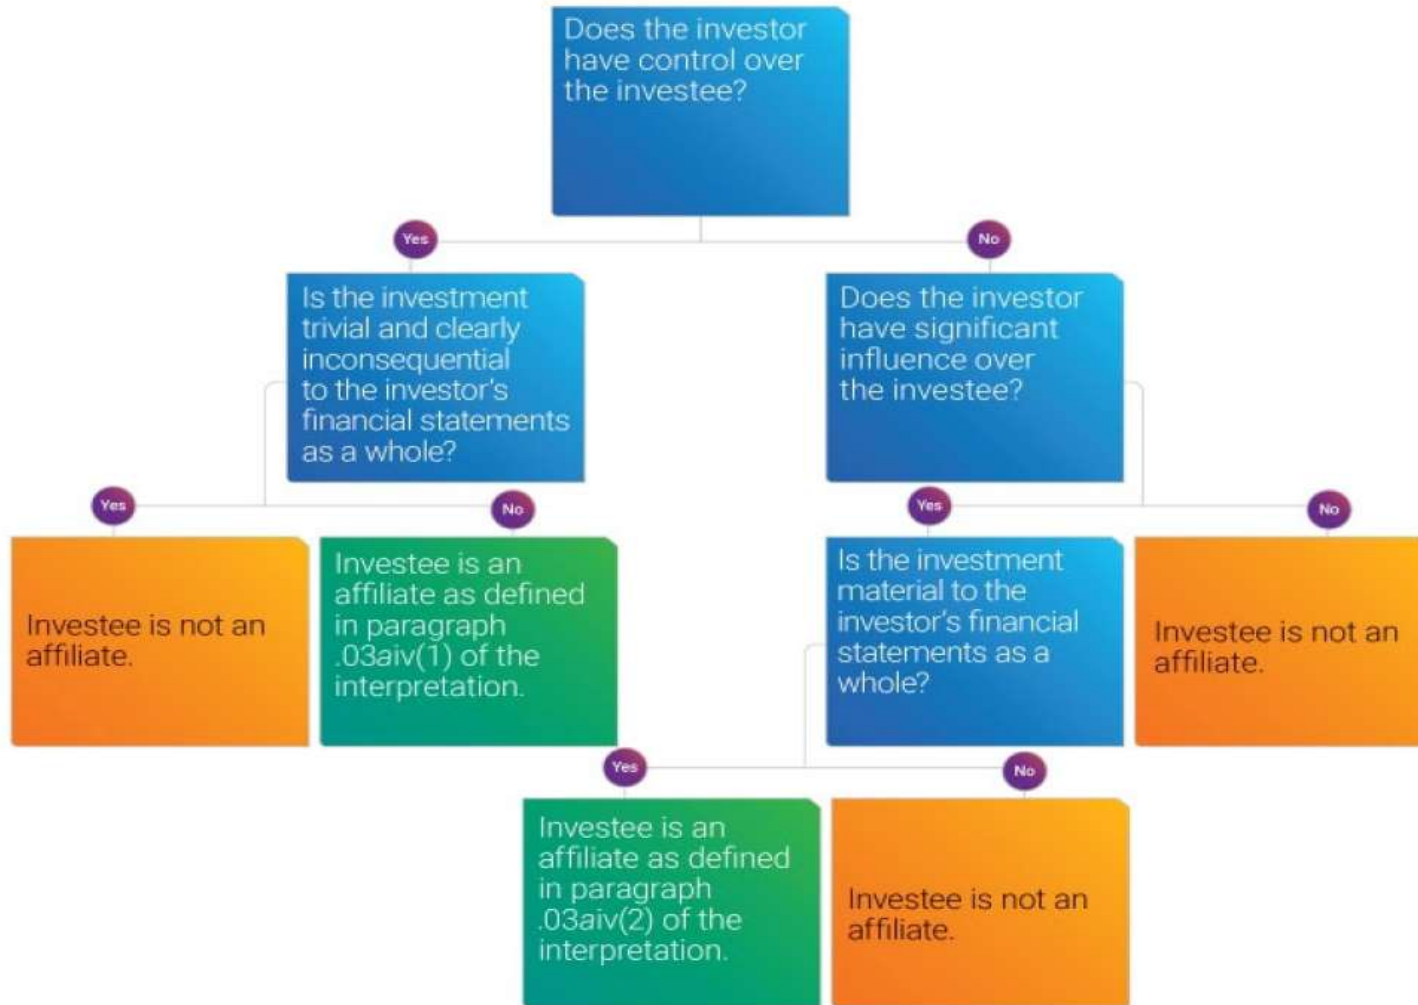 Does the investor
have control over
the investee?
Yes
No
Is the investment
trivial and clearly
inconsequential
to the investor's
financial statements
as a whole?
Does the investor
have significant
influence over
the investee?
Yes
No
Yes
No
Investee is not an
affiliate.
Investee is an
affiliate as defined
in paragraph
.03aiv(1) of the
interpretation.
Is the investment
material to the
investor's financial
statements as a
whole?
Investee is not an
affiliate.
Yes
No
Investee is an
affiliate as defined
in paragraph
.03aiv(2) of the
interpretation.
Investee is not an
affiliate.